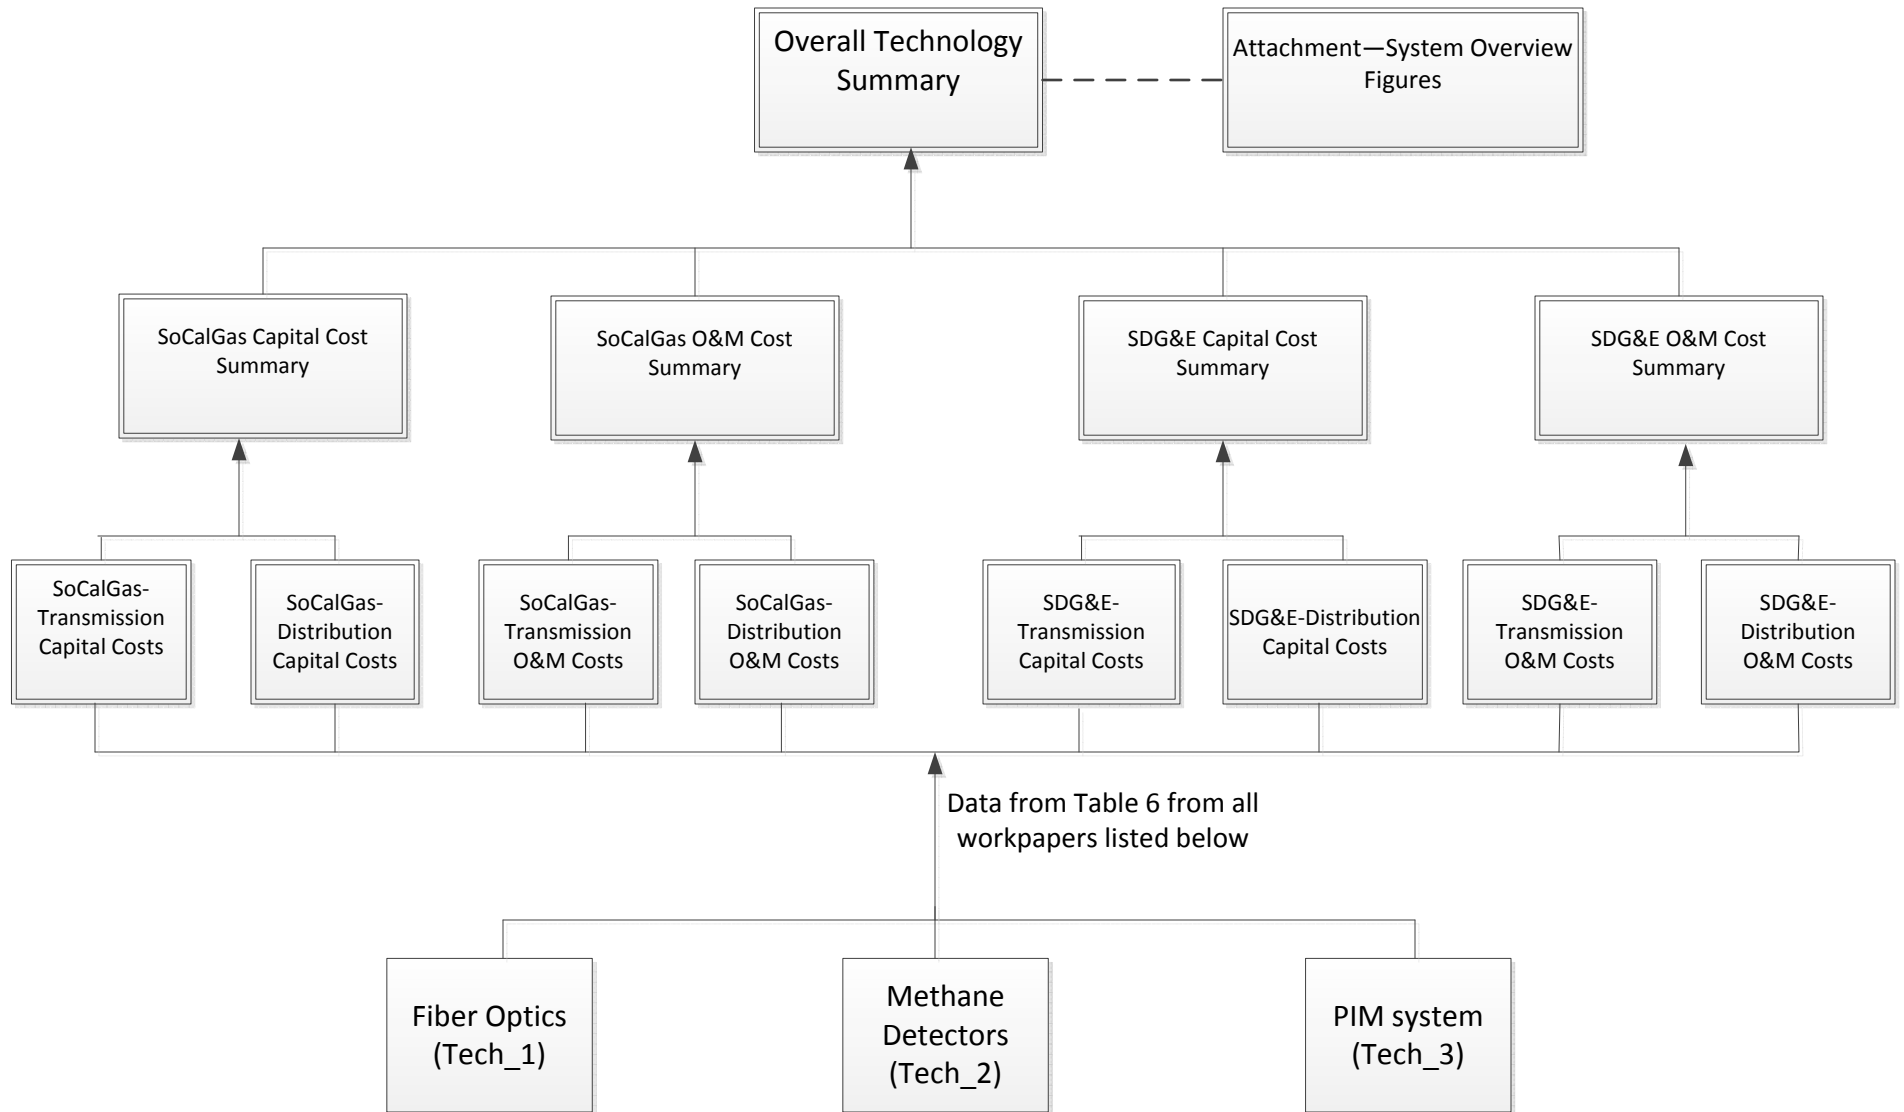 Overall Technology
Summary
Attachment—System Overview
Figures
SoCalGas Capital Cost
Summary
SoCalGas O&M Cost
Summary
SDG&E Capital Cost
Summary
SDG&E O&M Cost
Summary
SoCalGas-
Transmission
Capital Costs
SoCalGas-
Distribution
Capital Costs
SoCalGas-
Transmission
O&M Costs
SoCalGas-
Distribution
O&M Costs
SDG&E-
Transmission
Capital Costs
SDG&E-Distribution
Capital Costs
SDG&E-
Transmission
O&M Costs
SDG&E-
Distribution
O&M Costs
Data from Table 6 from all
workpapers listed below
Fiber Optics
(Tech_1)
Methane
Detectors
(Tech_2)
PIM system
(Tech_3)